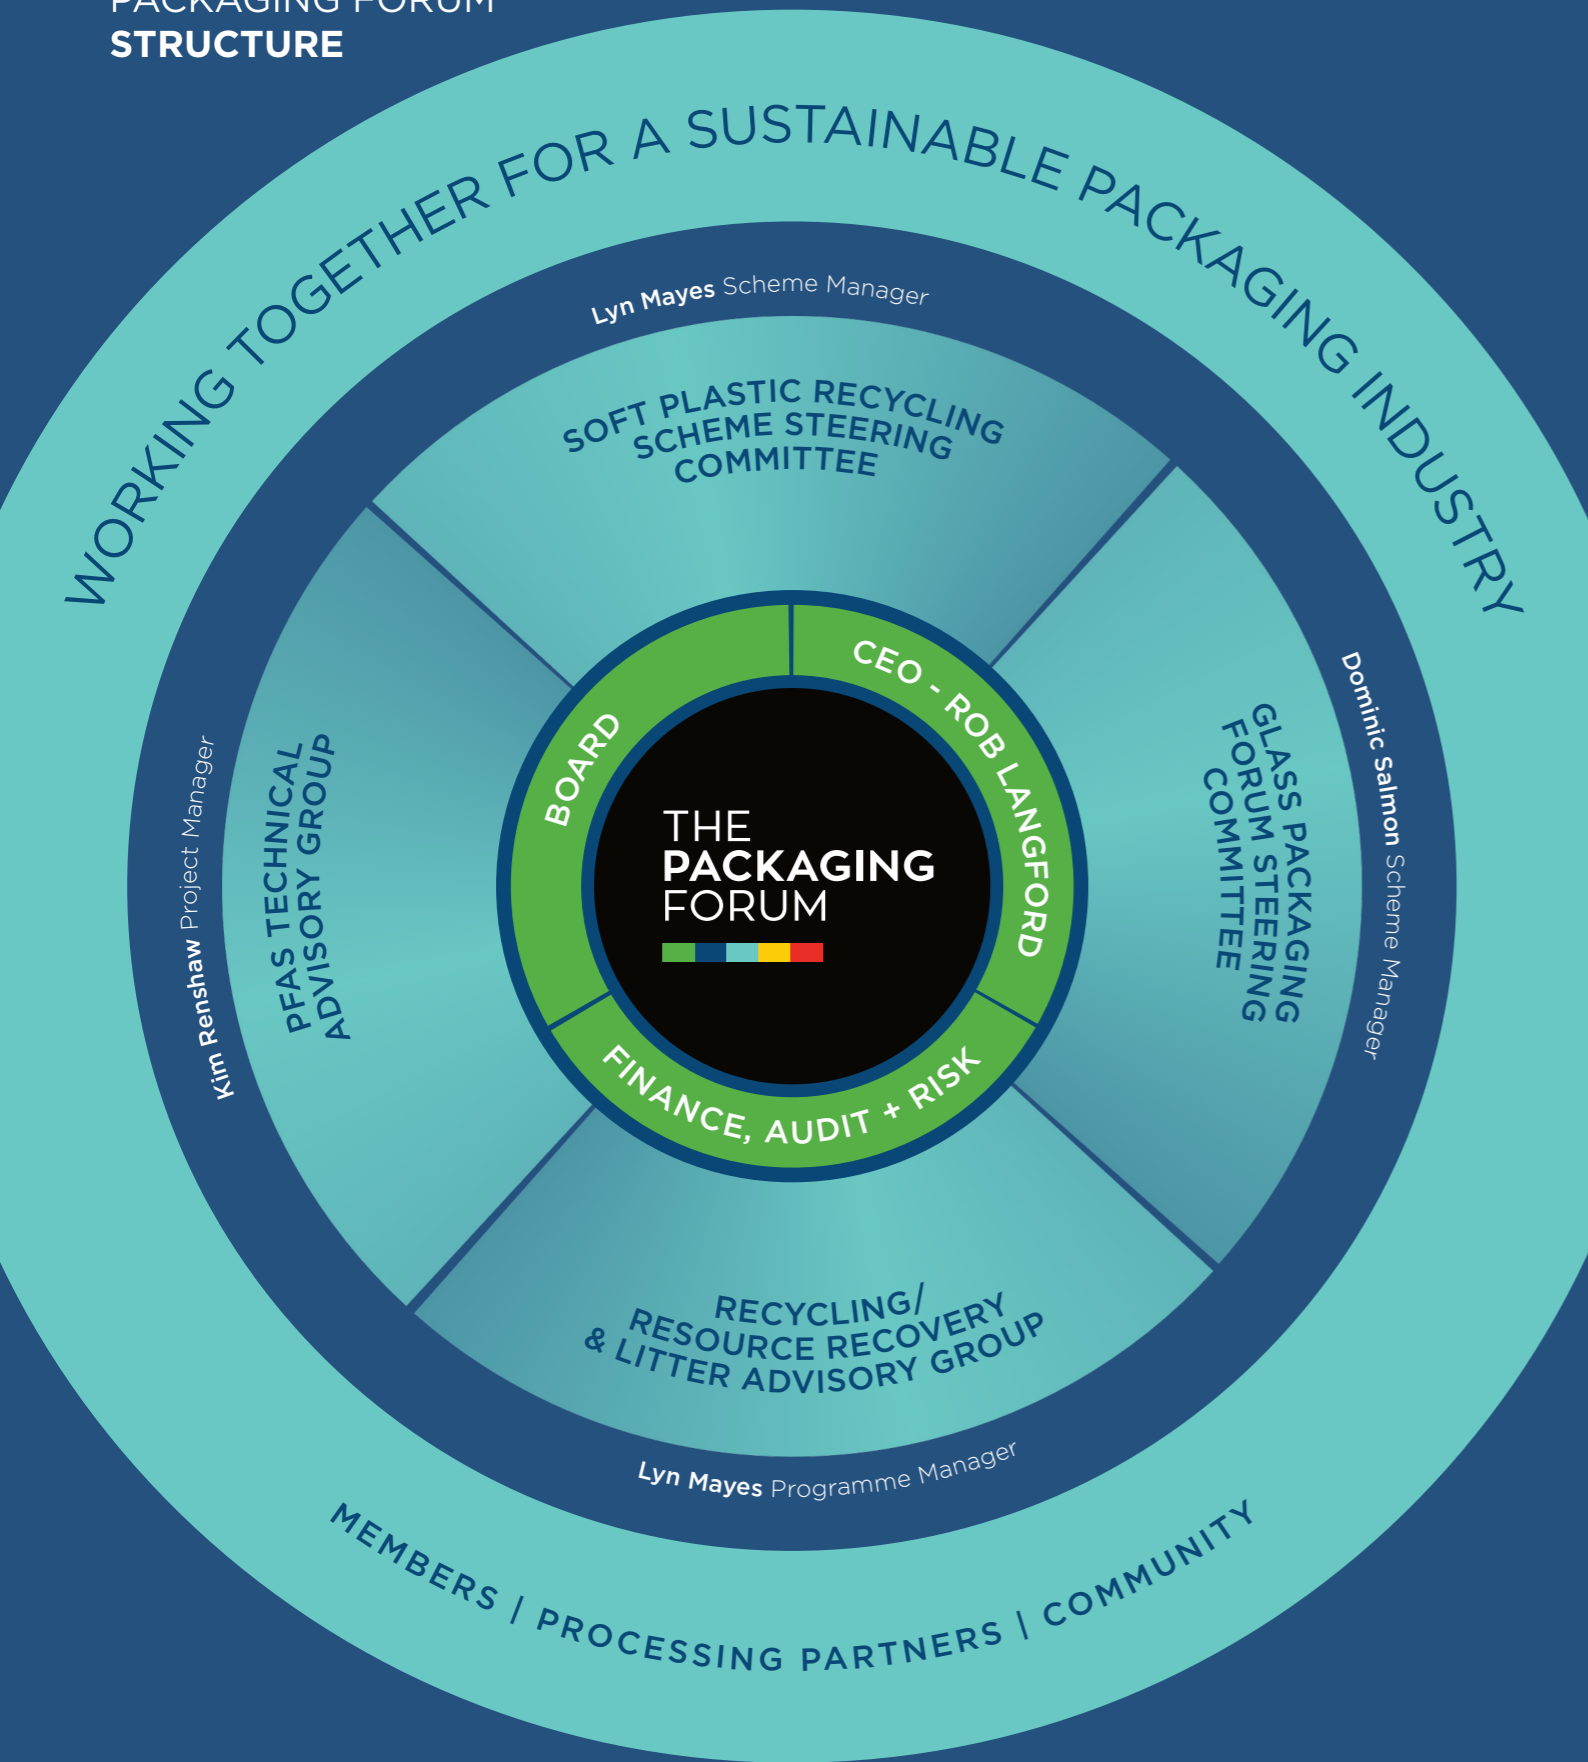 PACKAGING FORUM
STRUCTURE
WORKING TOGETHER FOR A SUSTAINABLE PACKAGING INDUSTRY
Lyn Mayes Scheme Manager
SOFT PLASTIC RECYCLING
SCHEME STEERING
COMMITTEE
Dominic Salmon Scheme Manager
GLASS PACKAGING
FORUM STEERING
COMMITTEE
Kim Renshaw Project Manager
PFAS TECHNICAL
ADVISORY GROUP
BOARD
CEO - ROB LANGFORD
FINANCE, AUDIT + RISK
THE
PACKAGING
FORUM
RECYCLING/
RESOURCE RECOVERY
& LITTER ADVISORY GROUP
Lyn Mayes Programme Manager
MEMBERS | PROCESSING PARTNERS | COMMUNITY